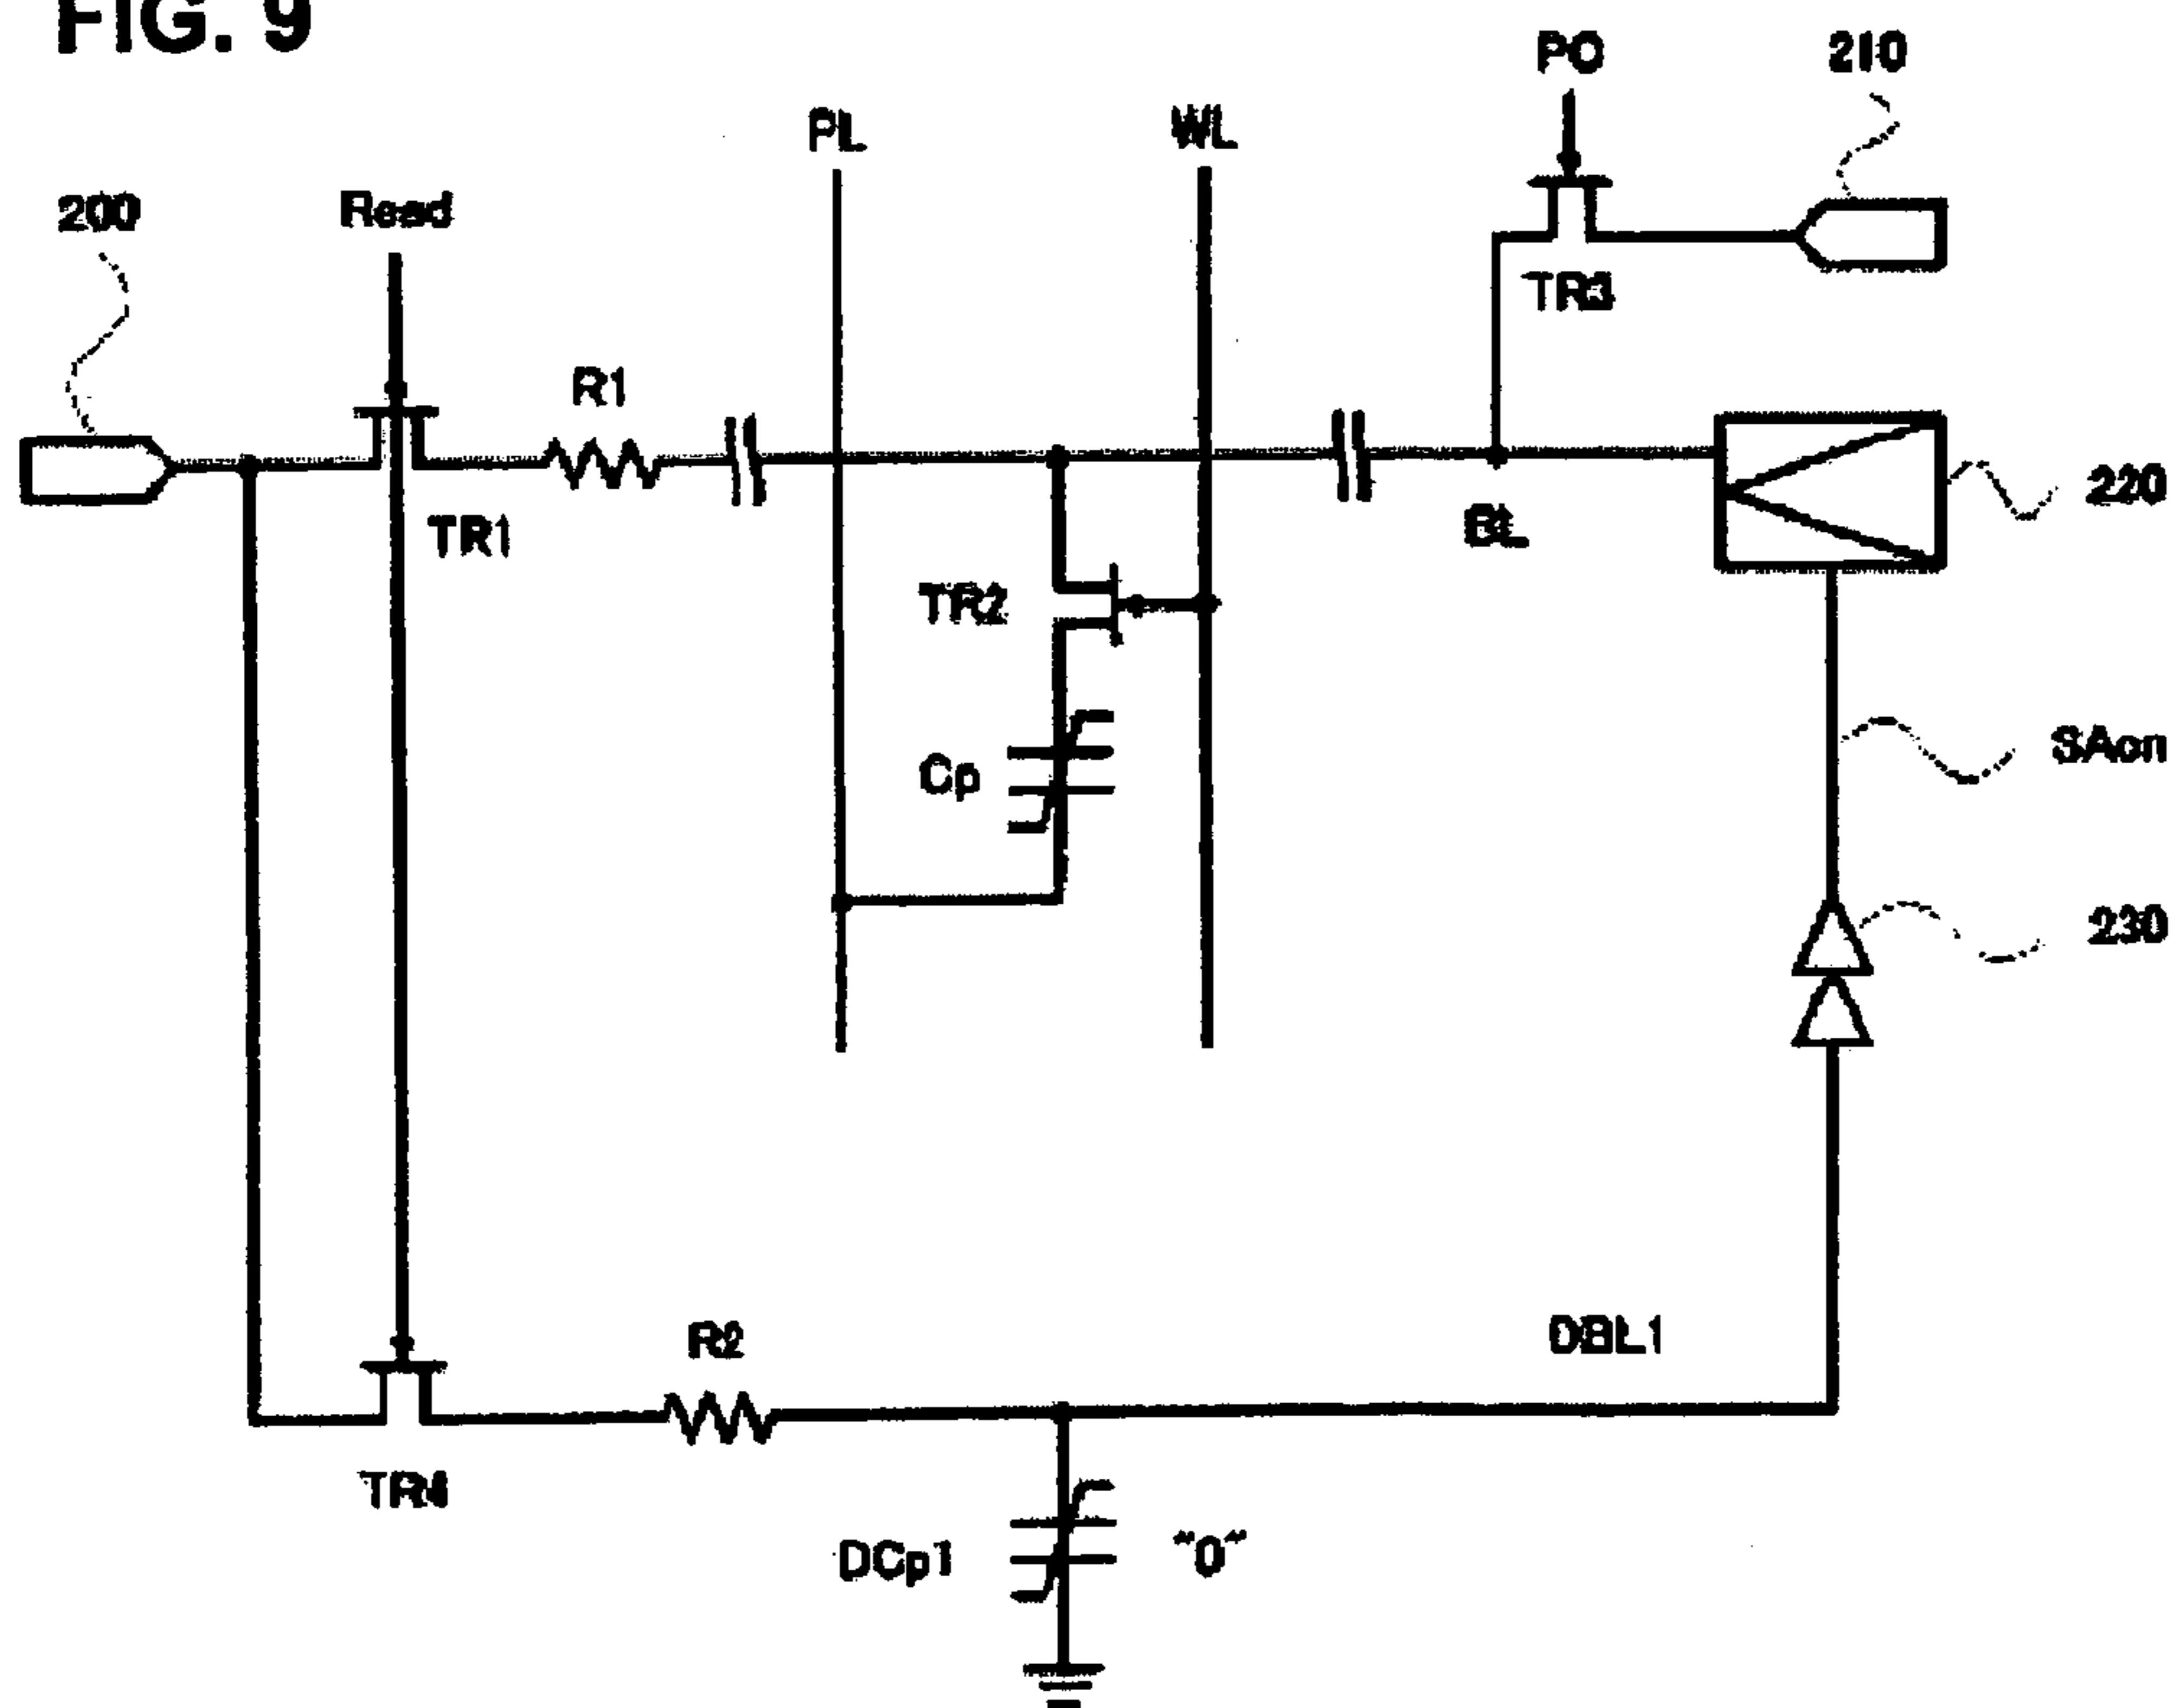 FIG. 9
PO
210
PL
WL
200
Read
TR3
R1
220
BL
TR1
TR2
SAon
Cp
230
R2
DBL1
TR4
DCp1
"0"